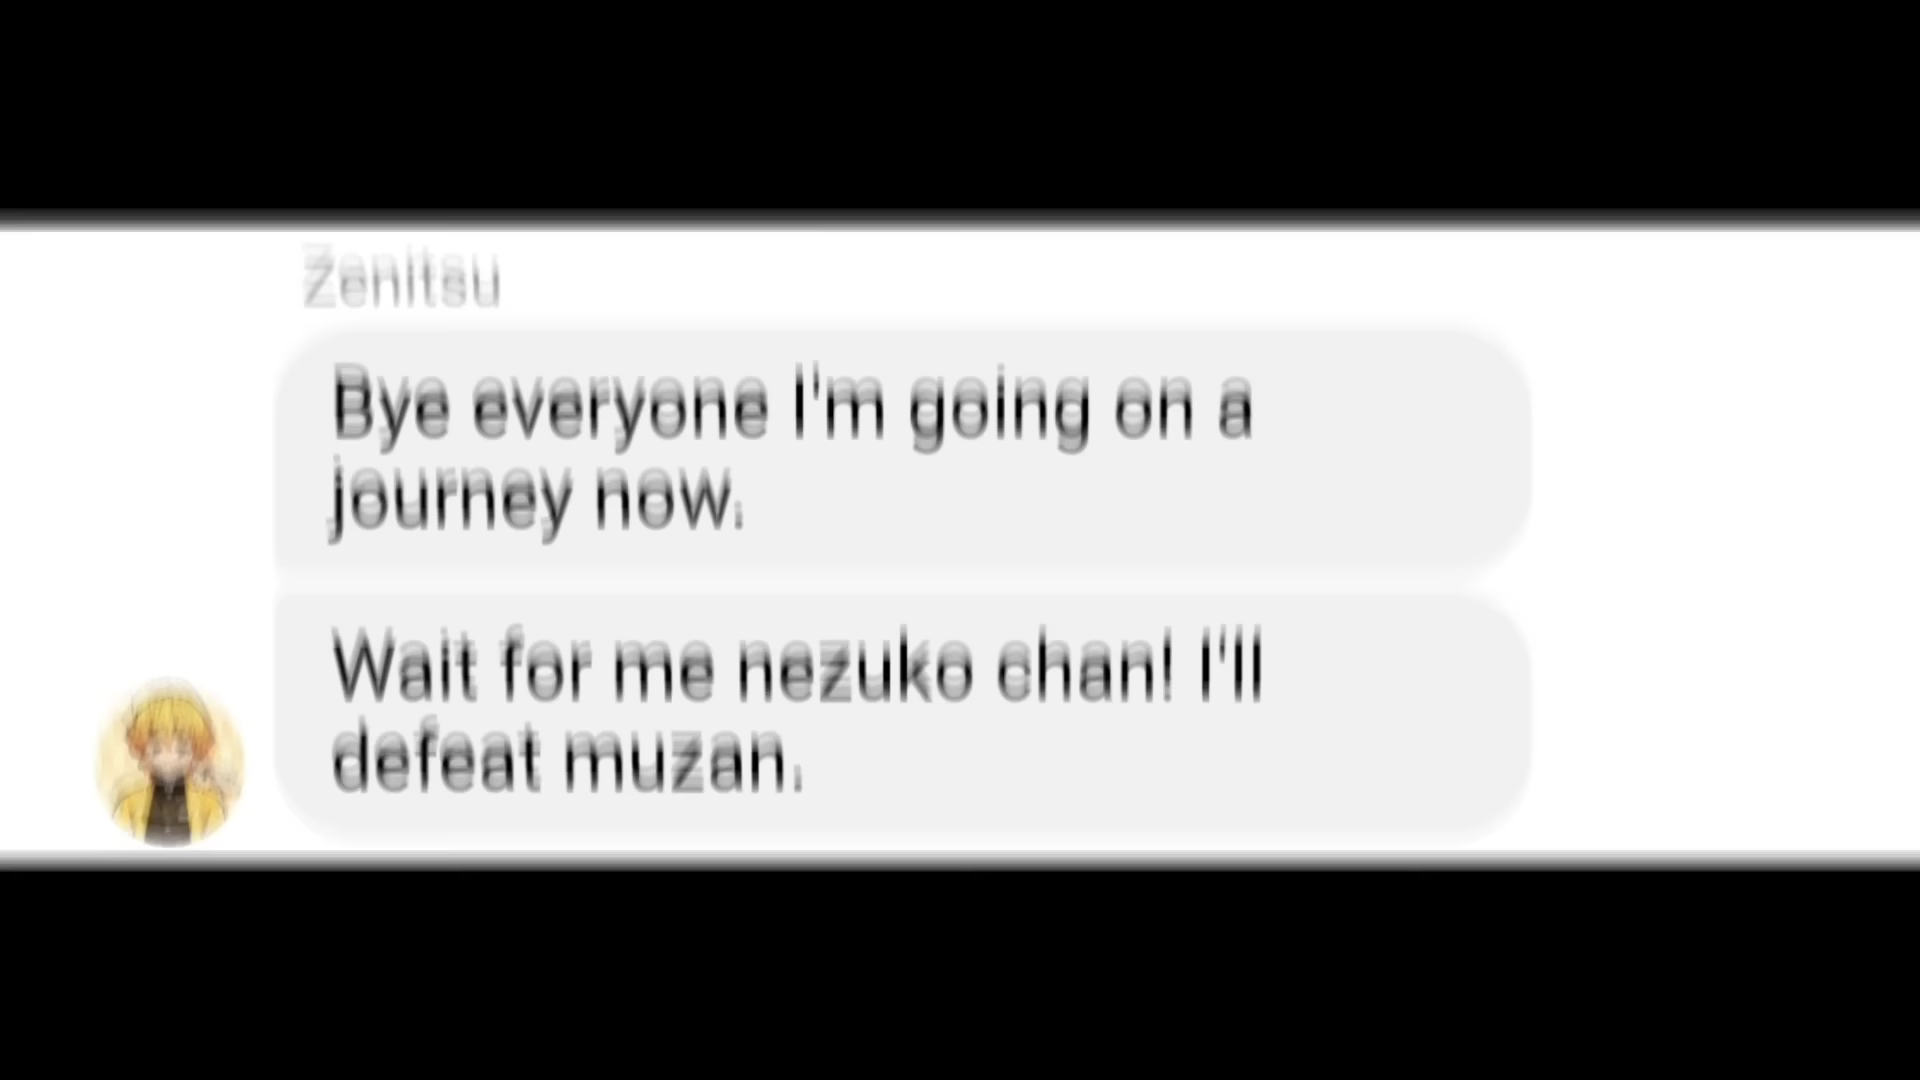 Zenitsu
Bye everyone I'm going on a
journey now.
Wait for me nezuko chan! I'll
defeat muzan.